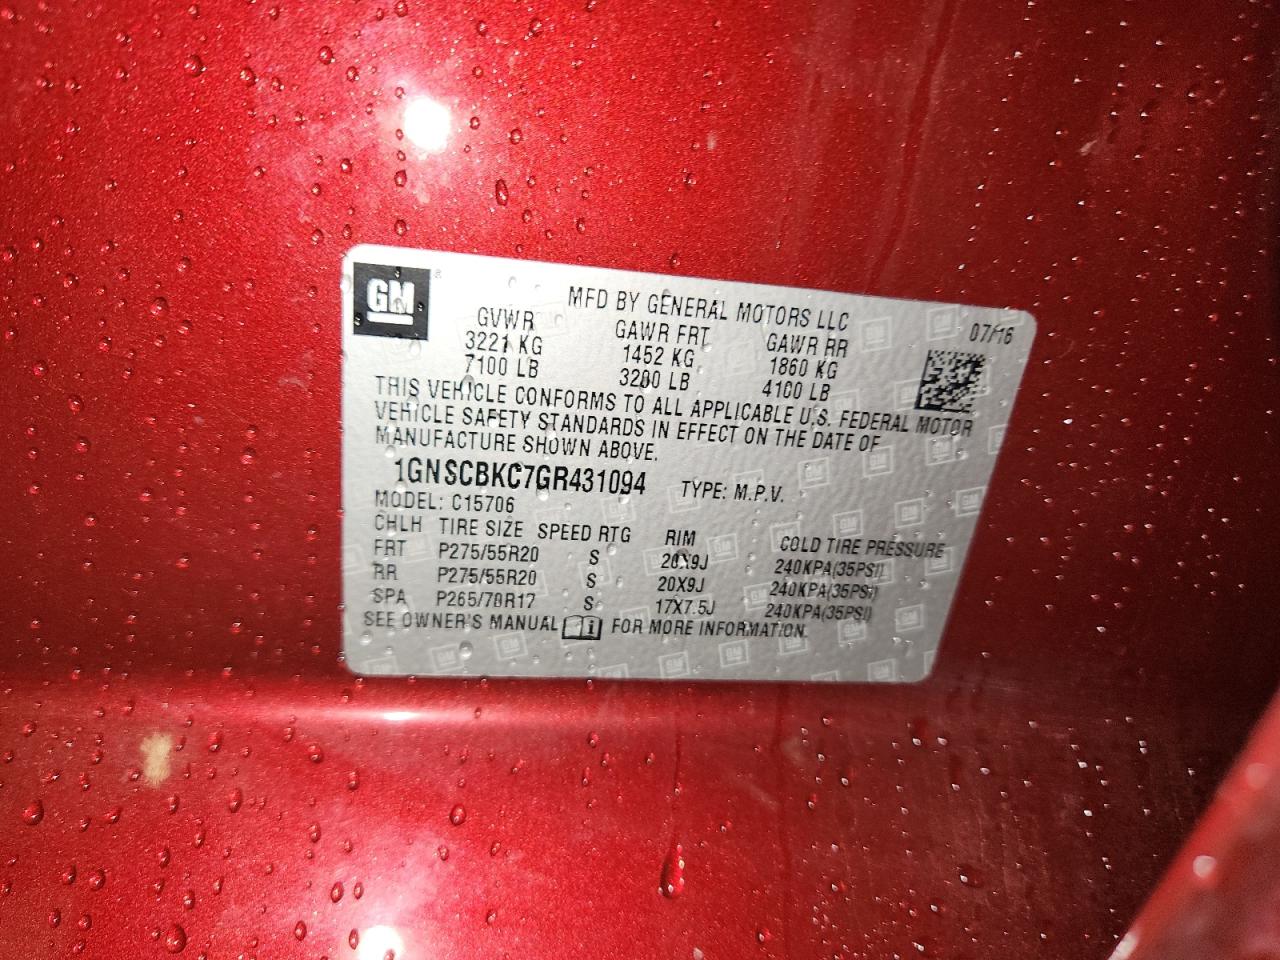 GM
MFD BY GENERAL MOTORS LLC
07/16
GVWR GAWR FRT GAWR RR
3221 KG 1452 KG 1860 KG
7100 LB 3200 LB 4100 LB
THIS VEHICLE CONFORMS TO ALL APPLICABLE U.S. FEDERAL MOTOR
VEHICLE SAFETY STANDARDS IN EFFECT ON THE DATE OF
MANUFACTURE SHOWN ABOVE.
1GNSCBKC7GR431094 TYPE: M.P.V.
MODEL: C15706
CHLH TIRE SIZE SPEED RTG RIM COLD TIRE PRESSURE
FRT P275/55R20 S 20X9J 240KPA(35PSI)
RR P275/55R20 S 20X9J 240KPA(35PSI)
SPA P265/70R17 S 17X7.5J 240KPA(35PSI)
SEE OWNER'S MANUAL i FOR MORE INFORMATION.